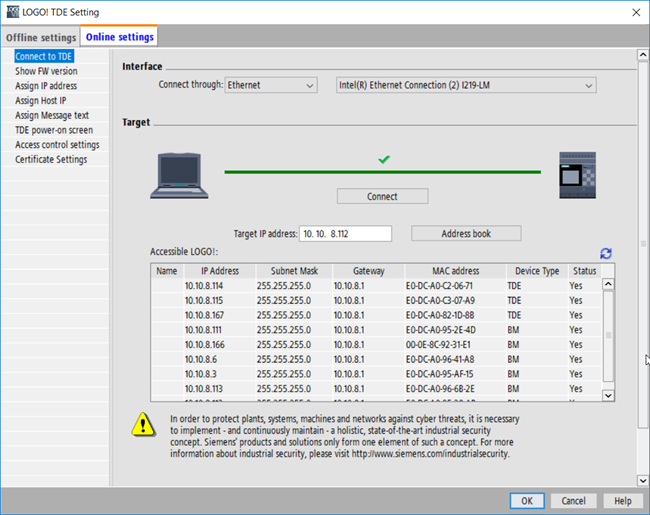 LOGO! TDE Setting
Offline settings
Online settings
Connect to TDE
Show FW version
Assign IP address
Assign Host IP
Assign Message text
TDE power-on screen
Access control settings
Certificate Settings
Interface
Connect through: Ethernet Intel(R) Ethernet Connection (2) I219-LM
Target
Connect
Target IP address: 10. 10. 8.112 Address book
Accessible LOGO!:
Name IP Address Subnet Mask Gateway MAC address Device Type Status
10.10.8.114 255.255.255.0 10.10.8.1 E0-DC-A0-C2-06-71 TDE Yes
10.10.8.115 255.255.255.0 10.10.8.1 E0-DC-A0-C3-07-A9 TDE Yes
10.10.8.167 255.255.255.0 10.10.8.1 E0-DC-A0-82-1D-8B TDE Yes
10.10.8.111 255.255.255.0 10.10.8.1 E0-DC-A0-95-2E-4D BM Yes
10.10.8.166 255.255.255.0 10.10.8.1 00-0E-8C-92-31-E1 BM Yes
10.10.8.6 255.255.255.0 10.10.8.1 E0-DC-A0-96-41-A8 BM Yes
10.10.8.3 255.255.255.0 10.10.8.1 E0-DC-A0-95-AF-15 BM Yes
10.10.8.113 255.255.255.0 10.10.8.1 E0-DC-A0-96-6B-2E BM Yes
In order to protect plants, systems, machines and networks against cyber threats, it is necessary
to implement - and continuously maintain - a holistic, state-of-the-art industrial security
concept. Siemens' products and solutions only form one element of such a concept. For more
information about industrial security, please visit http://www.siemens.com/industrialsecurity.
OK Cancel Help